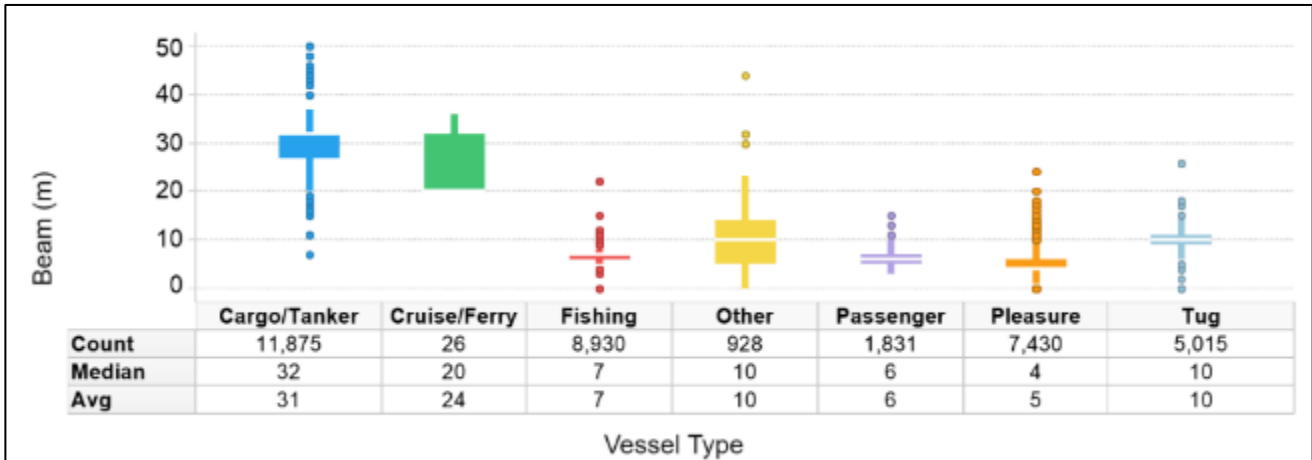 50
40
30
20
10
0
Beam (m)
Cargo/Tanker Cruise/Ferry Fishing Other Passenger Pleasure Tug
Count 11,875 26 8,930 928 1,831 7,430 5,015
Median 32 20 7 10 6 4 10
Avg 31 24 7 10 6 5 10
Vessel Type